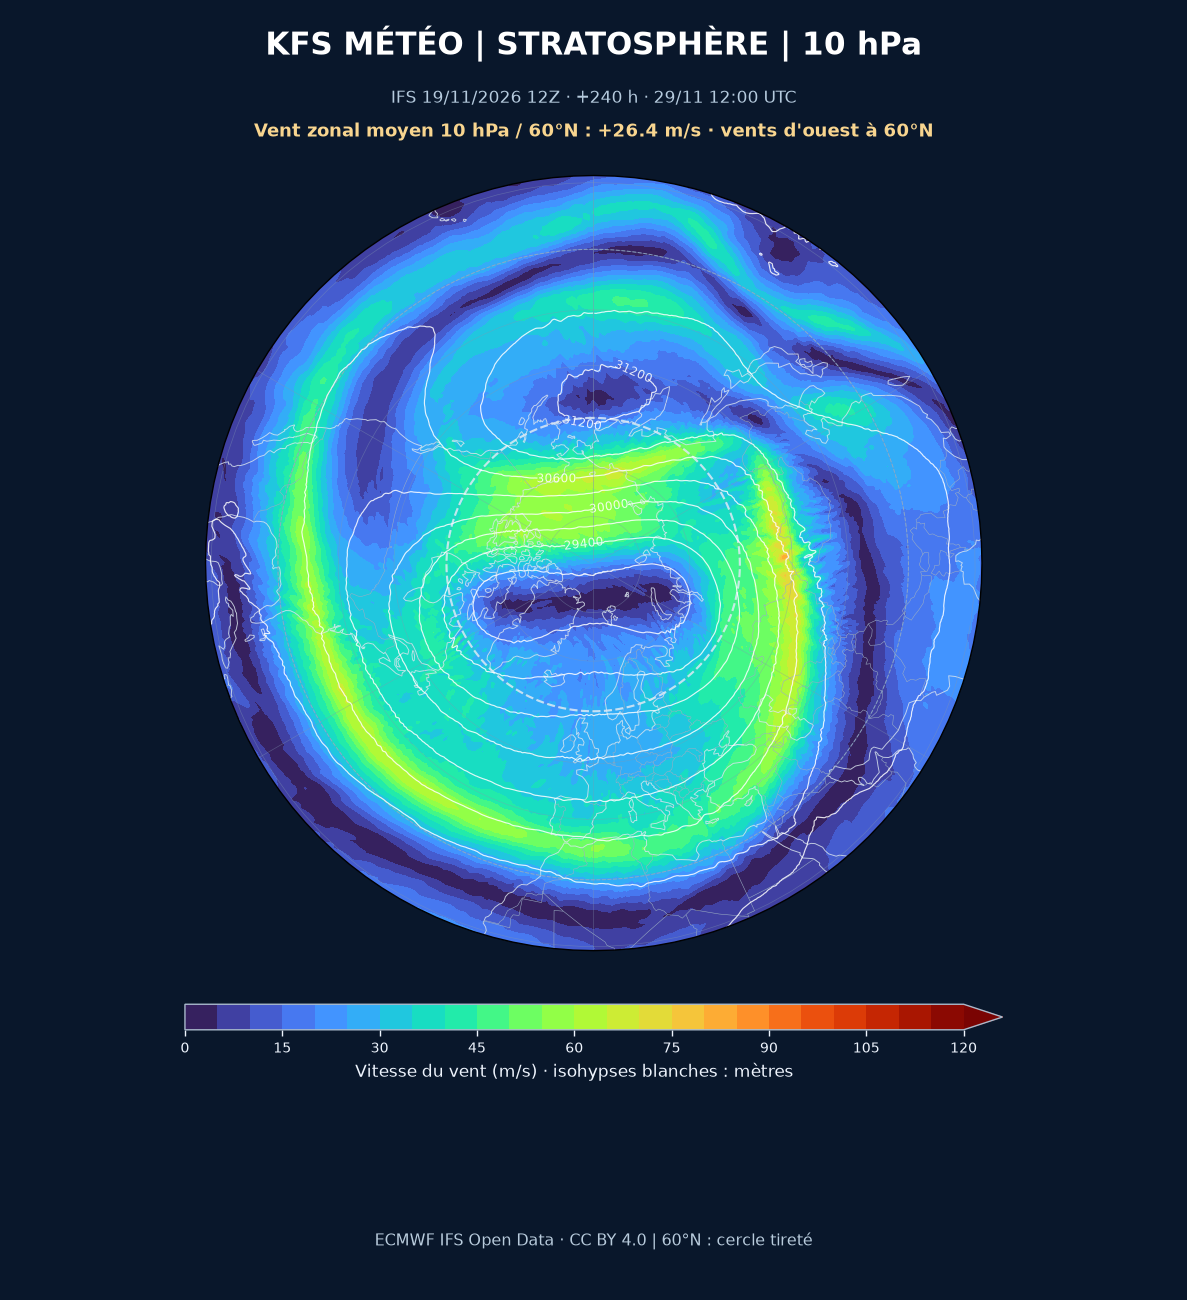 KFS MÉTÉO | STRATOSPHÈRE | 10 hPa
IFS 19/11/2026 12Z · +240 h · 29/11 12:00 UTC
Vent zonal moyen 10 hPa / 60°N : +26.4 m/s · vents d'ouest à 60°N
31200
31200
30600
30000
29400
0 15 30 45 60 75 90 105 120
Vitesse du vent (m/s) · isohypses blanches : mètres
ECMWF IFS Open Data · CC BY 4.0 | 60°N : cercle tireté